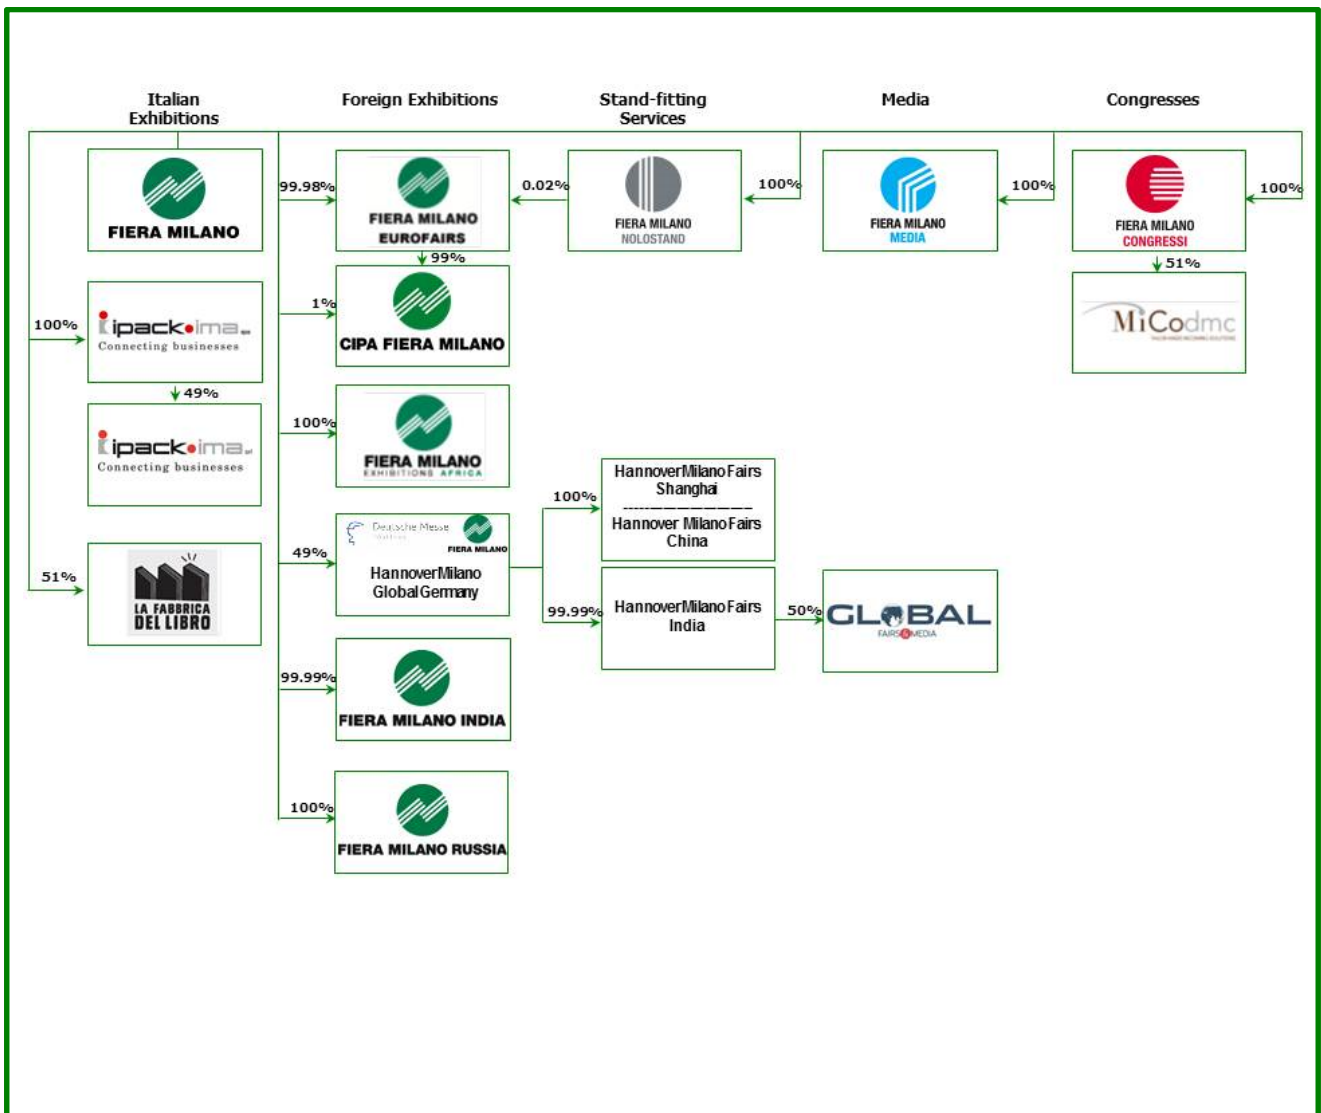 Italian
Exhibitions
Foreign Exhibitions
Stand-fitting
Services
Media
Congresses
FIERA MILANO
99.98%
FIERA MILANO
EUROFAIRS
0.02%
FIERA MILANO
NOLOSTAND
100%
FIERA MILANO
MEDIA
100%
FIERA MILANO
CONGRESSI
100%
99%
51%
100%
ipack•ima spa
Connecting businesses
1%
CIPA FIERA MILANO
MiCodmc
49%
ipack•ima srl
Connecting businesses
100%
FIERA MILANO
EXHIBITIONS AFRICA
100%
HannoverMilano Fairs
Shanghai
Hannover Milano Fairs
China
49%
Deutsche Messe
FIERA MILANO
HannoverMilano
Global Germany
51%
LA FABBRICA
DEL LIBRO
99.99%
HannoverMilano Fairs
India
50%
GLOBAL
FAIRS & MEDIA
99.99%
FIERA MILANO INDIA
100%
FIERA MILANO RUSSIA